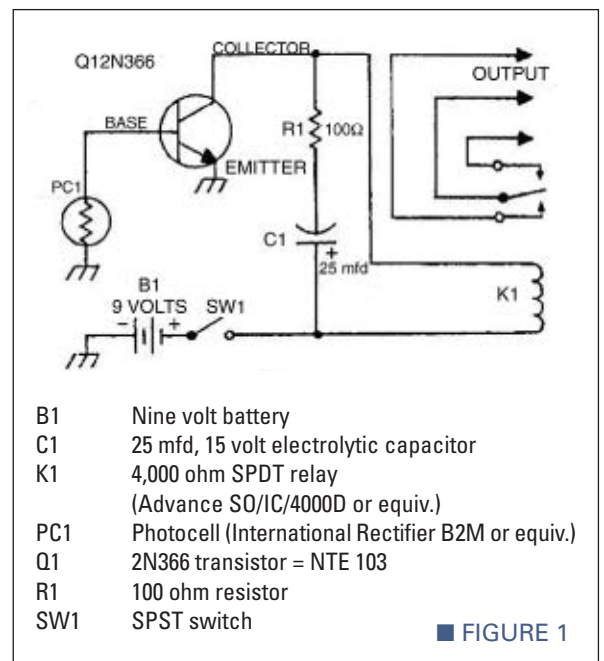 Q12N366
COLLECTOR
OUTPUT
BASE
R1
100Ω
EMITTER
PC1
C1
+
25 mfd
B1
9 VOLTS
SW1
− +
K1
B1 Nine volt battery
C1 25 mfd, 15 volt electrolytic capacitor
K1 4,000 ohm SPDT relay
(Advance SO/IC/4000D or equiv.)
PC1 Photocell (International Rectifier B2M or equiv.)
Q1 2N366 transistor = NTE 103
R1 100 ohm resistor
SW1 SPST switch
■ FIGURE 1